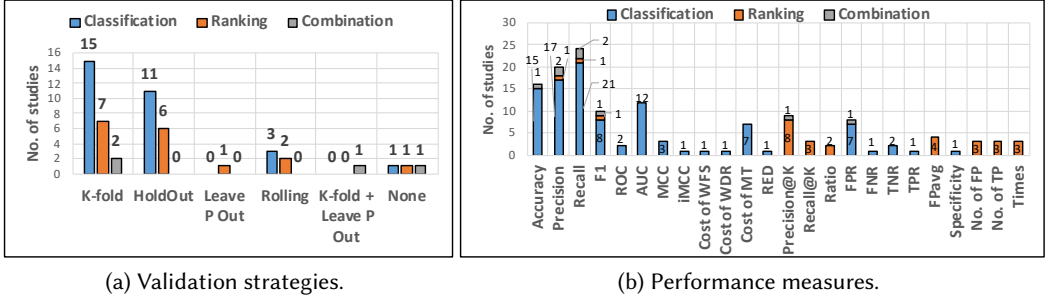 Classification Ranking Combination
No. of studies
16
14
12
10
8
6
4
2
0
15
7
2
11
6
0
0 1 0
3
2
0
0 0 1
1 1 1
K-fold
HoldOut
Leave
P Out
Rolling
K-fold +
Leave P
Out
None
(a) Validation strategies.
Classification Ranking Combination
No. of studies
30
25
20
15
10
5
0
15
1
17
2
1
2
1
21
1
8
2
1
12
3
1
1
1
7
1
1
8
3
2
1
7
1
2
1
4
1
3
3
3
Accuracy
Precision
Recall
F1
ROC
AUC
MCC
iMCC
Cost of WFS
Cost of WDR
Cost of MT
RED
Precision@K
Recall@K
Ratio
FPR
FNR
TNR
TPR
FPavg
Specificity
No. of FP
No. of TP
Times
(b) Performance measures.